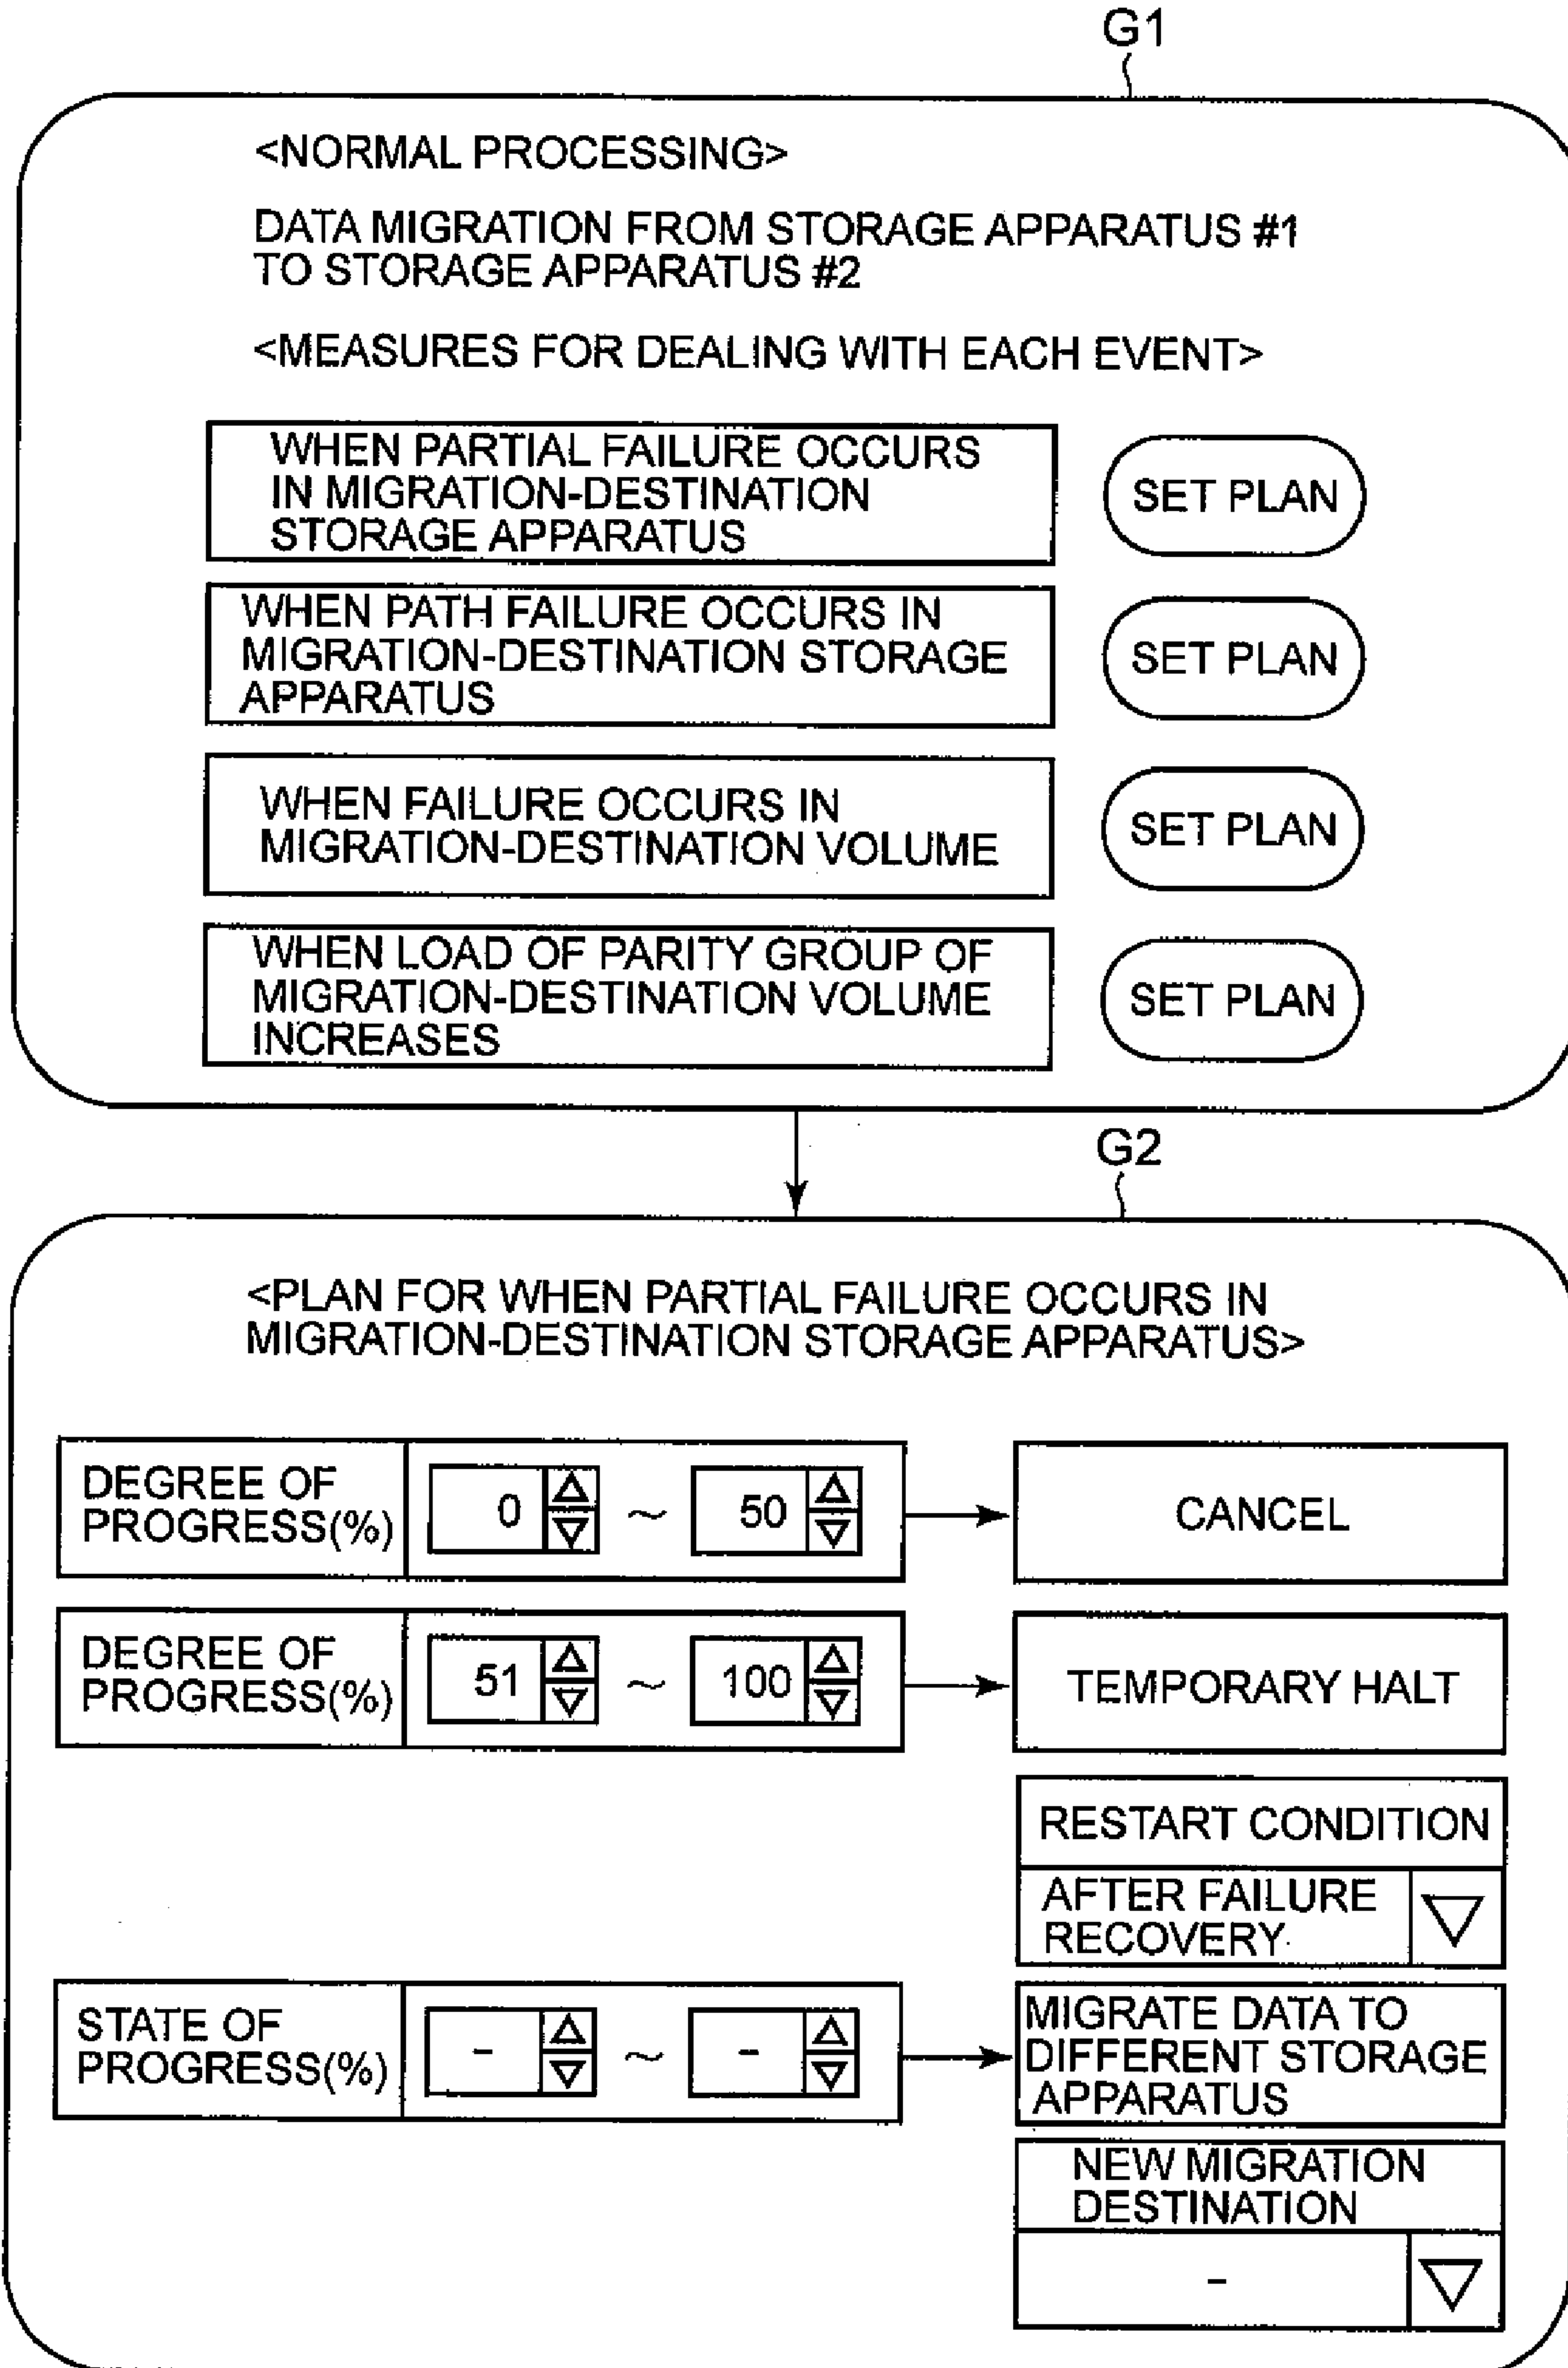 G1
<NORMAL PROCESSING>
DATA MIGRATION FROM STORAGE APPARATUS #1
TO STORAGE APPARATUS #2
<MEASURES FOR DEALING WITH EACH EVENT>
WHEN PARTIAL FAILURE OCCURS
IN MIGRATION-DESTINATION
STORAGE APPARATUS
SET PLAN
WHEN PATH FAILURE OCCURS IN
MIGRATION-DESTINATION STORAGE
APPARATUS
SET PLAN
WHEN FAILURE OCCURS IN
MIGRATION-DESTINATION VOLUME
SET PLAN
WHEN LOAD OF PARITY GROUP OF
MIGRATION-DESTINATION VOLUME
INCREASES
SET PLAN
G2
<PLAN FOR WHEN PARTIAL FAILURE OCCURS IN
MIGRATION-DESTINATION STORAGE APPARATUS>
DEGREE OF
PROGRESS(%)
0 ~ 50
CANCEL
DEGREE OF
PROGRESS(%)
51 ~ 100
TEMPORARY HALT
RESTART CONDITION
AFTER FAILURE
RECOVERY
STATE OF
PROGRESS(%)
- ~ -
MIGRATE DATA TO
DIFFERENT STORAGE
APPARATUS
NEW MIGRATION
DESTINATION
-